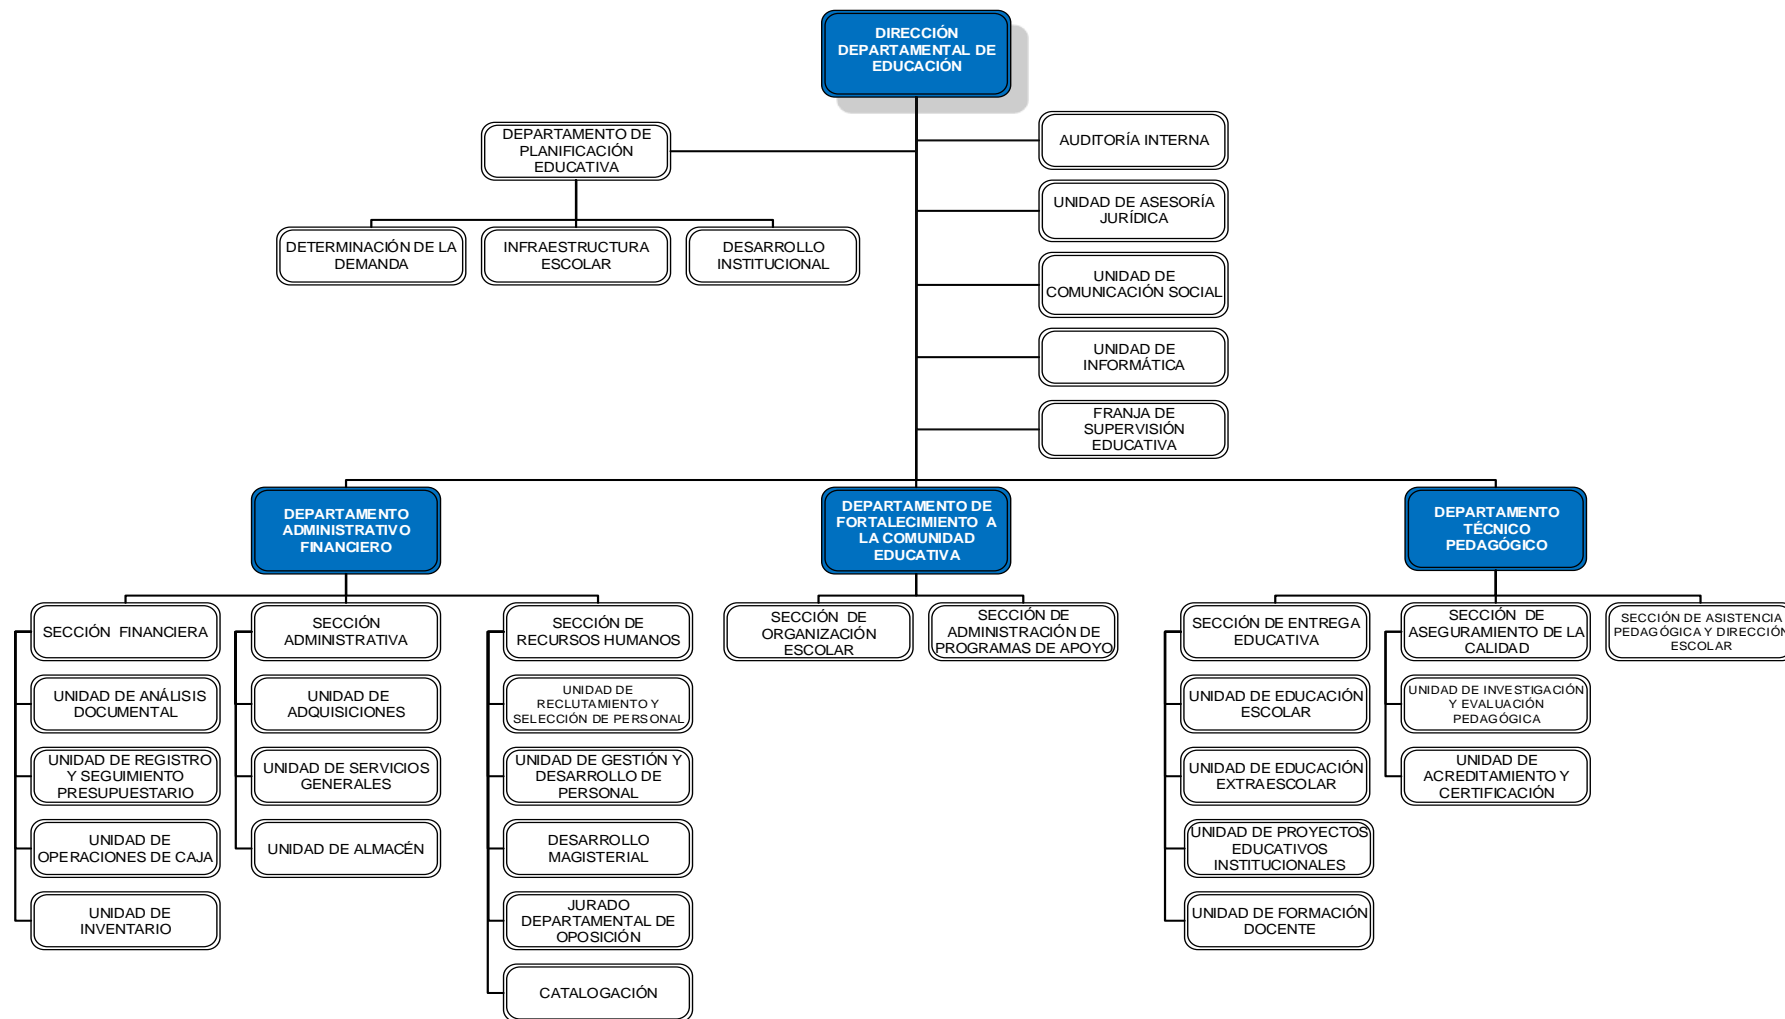 DIRECCIÓN
DEPARTAMENTAL DE
EDUCACIÓN
DEPARTAMENTO DE
PLANIFICACIÓN
EDUCATIVA
AUDITORÍA INTERNA
UNIDAD DE ASESORÍA
JURÍDICA
DETERMINACIÓN DE LA
DEMANDA
INFRAESTRUCTURA
ESCOLAR
DESARROLLO
INSTITUCIONAL
UNIDAD DE
COMUNICACIÓN SOCIAL
UNIDAD DE
INFORMÁTICA
FRANJA DE
SUPERVISIÓN
EDUCATIVA
DEPARTAMENTO
ADMINISTRATIVO
FINANCIERO
DEPARTAMENTO DE
FORTALECIMIENTO A
LA COMUNIDAD
EDUCATIVA
DEPARTAMENTO
TÉCNICO
PEDAGÓGICO
SECCIÓN FINANCIERA
UNIDAD DE ANÁLISIS
DOCUMENTAL
UNIDAD DE REGISTRO
Y SEGUIMIENTO
PRESUPUESTARIO
UNIDAD DE
OPERACIONES DE CAJA
UNIDAD DE
INVENTARIO
SECCIÓN
ADMINISTRATIVA
UNIDAD DE
ADQUISICIONES
UNIDAD DE SERVICIOS
GENERALES
UNIDAD DE ALMACÉN
SECCIÓN DE
RECURSOS HUMANOS
UNIDAD DE
RECLUTAMIENTO Y
SELECCIÓN DE PERSONAL
UNIDAD DE GESTIÓN Y
DESARROLLO DE
PERSONAL
DESARROLLO
MAGISTERIAL
JURADO
DEPARTAMENTAL DE
OPOSICIÓN
CATALOGACIÓN
SECCIÓN DE
ORGANIZACIÓN
ESCOLAR
SECCIÓN DE
ADMINISTRACIÓN DE
PROGRAMAS DE APOYO
SECCIÓN DE ENTREGA
EDUCATIVA
UNIDAD DE EDUCACIÓN
ESCOLAR
UNIDAD DE EDUCACIÓN
EXTRAESCOLAR
UNIDAD DE PROYECTOS
EDUCATIVOS
INSTITUCIONALES
UNIDAD DE FORMACIÓN
DOCENTE
SECCIÓN DE
ASEGURAMIENTO DE LA
CALIDAD
UNIDAD DE INVESTIGACIÓN
Y EVALUACIÓN
PEDAGÓGICA
UNIDAD DE
ACREDITAMIENTO Y
CERTIFICACIÓN
SECCIÓN DE ASISTENCIA
PEDAGÓGICA Y DIRECCIÓN
ESCOLAR